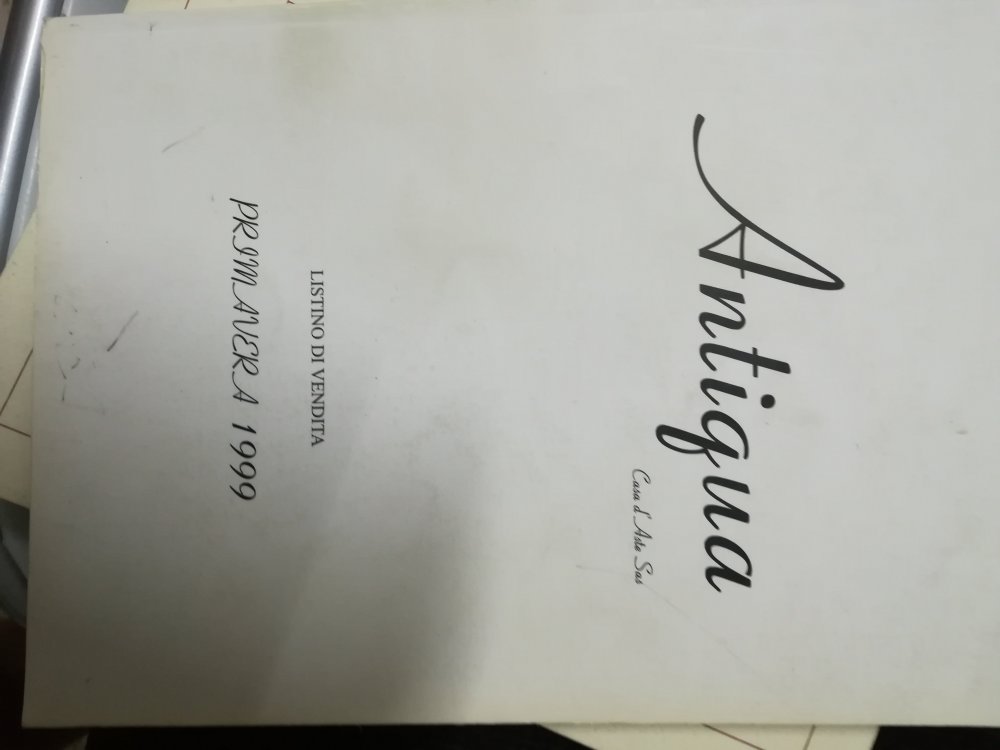 Antiqua
Casa d'Aste Sas
LISTINO DI VENDITA
PRIMAVERA 1999